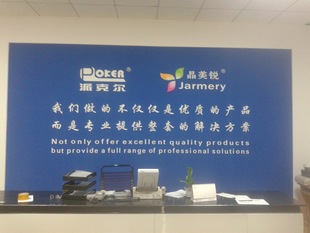 POKER
派克尔
晶美锐
Jarmery
我们做的不仅仅是优质的产品
而是专业提供整套的解决方案
Not only offer excellent quality products
but provide a full range of professional solutions